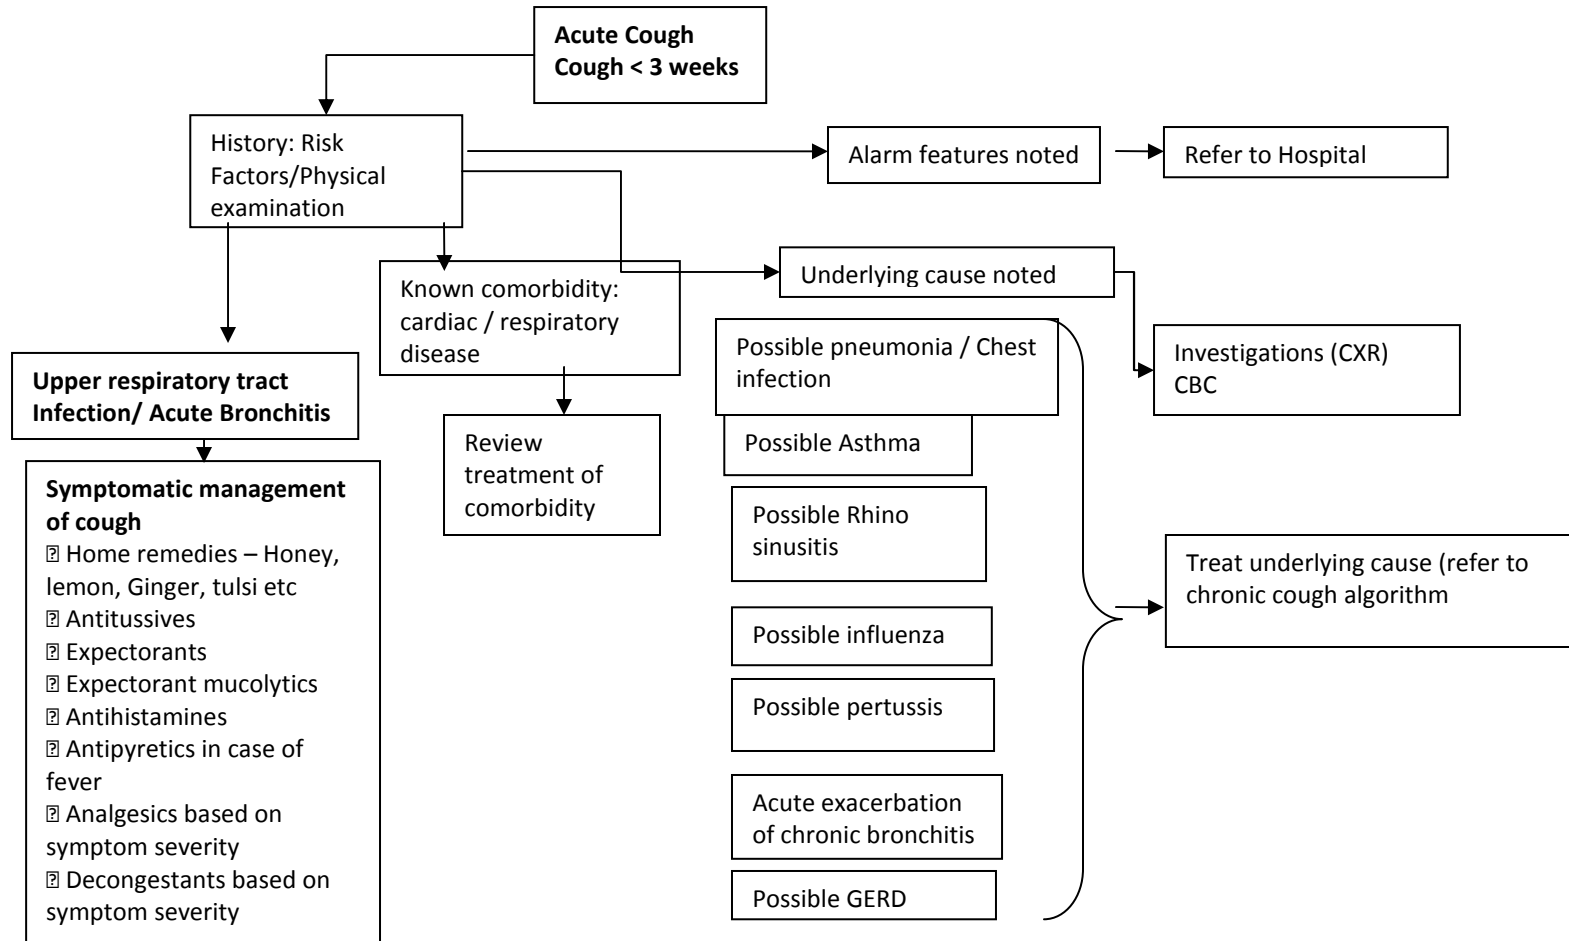 Acute Cough
Cough < 3 weeks
History: Risk
Factors/Physical
examination
Alarm features noted
Refer to Hospital
Known comorbidity:
cardiac / respiratory
disease
Underlying cause noted
Investigations (CXR)
CBC
Upper respiratory tract
Infection/ Acute Bronchitis
Review
treatment of
comorbidity
Possible pneumonia / Chest
infection
Possible Asthma
Possible Rhino
sinusitis
Possible influenza
Possible pertussis
Acute exacerbation
of chronic bronchitis
Possible GERD
Treat underlying cause (refer to
chronic cough algorithm
Symptomatic management
of cough
⍰ Home remedies – Honey,
lemon, Ginger, tulsi etc
⍰ Antitussives
⍰ Expectorants
⍰ Expectorant mucolytics
⍰ Antihistamines
⍰ Antipyretics in case of
fever
⍰ Analgesics based on
symptom severity
⍰ Decongestants based on
symptom severity